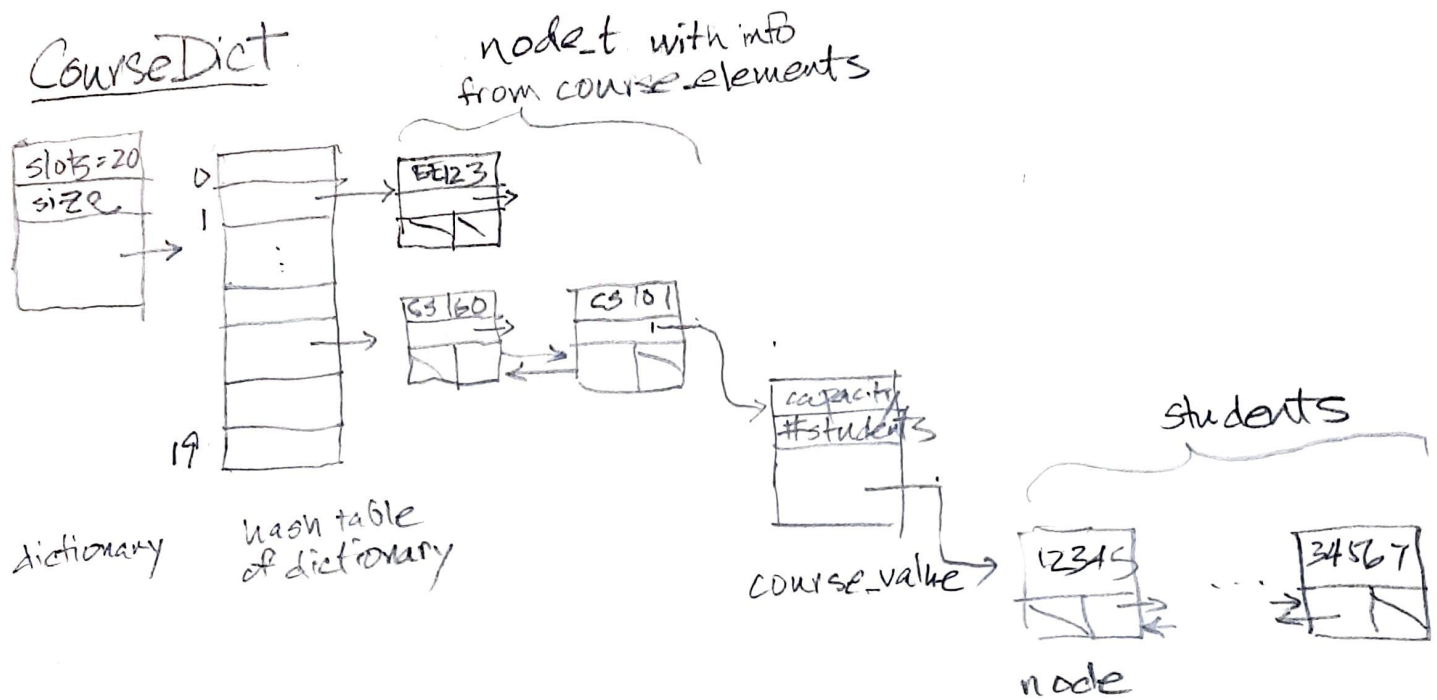 CourseDict
node_t with info
from course_elements
slots=20
size
0
1
19
EE123
CS160
CS101
capacity
#students
students
12345
...
34567
dictionary
hash table
of dictionary
course_value
node